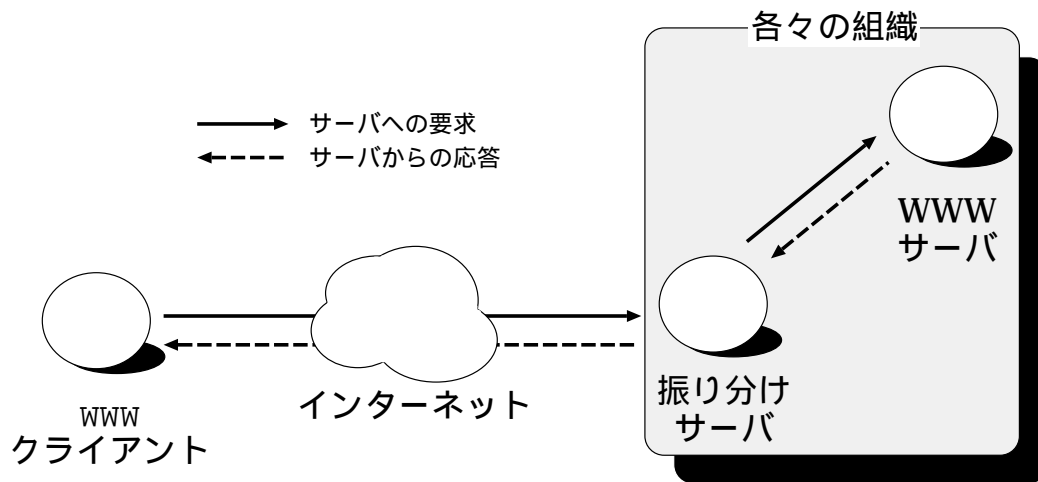 各々の組織
サーバへの要求
サーバからの応答
WWW
サーバ
インターネット
振り分け
サーバ
WWW
クライアント